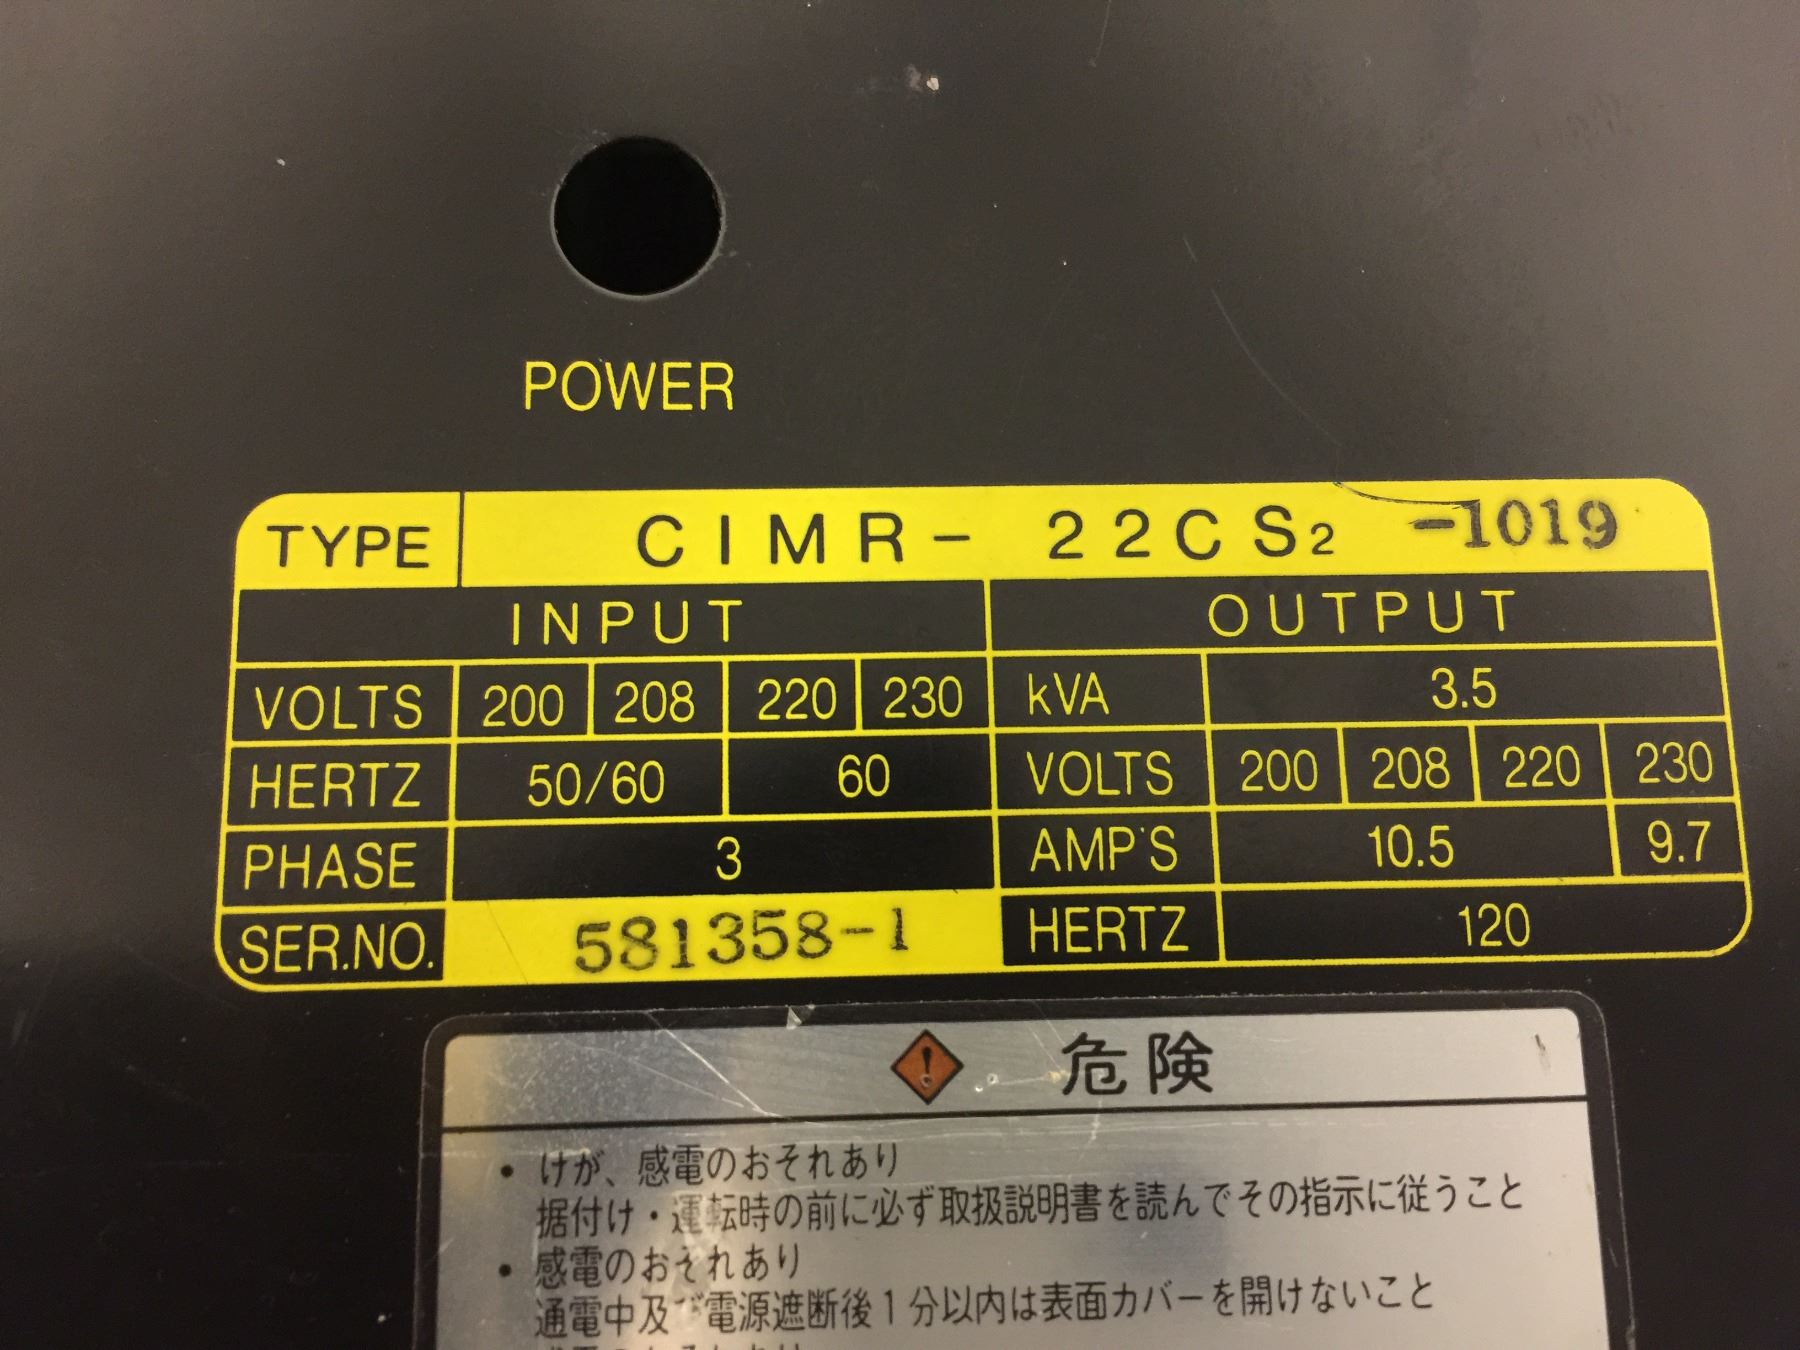 POWER
TYPE CIMR- 22CS2 -1019
INPUT OUTPUT
VOLTS 200 208 220 230 kVA 3.5
HERTZ 50/60 60 VOLTS 200 208 220 230
PHASE 3 AMP'S 10.5 9.7
SER.NO. 581358-1 HERTZ 120
危険
• けが、感電のおそれあり
据付け・運転時の前に必ず取扱説明書を読んでその指示に従うこと
• 感電のおそれあり
通電中及び電源遮断後1分以内は表面カバーを開けないこと